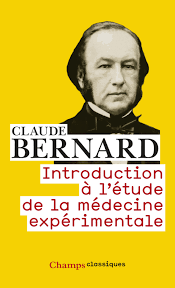 CLAUDE
BERNARD
Introduction
à l'étude
de la médecine
expérimentale
Champs classiques